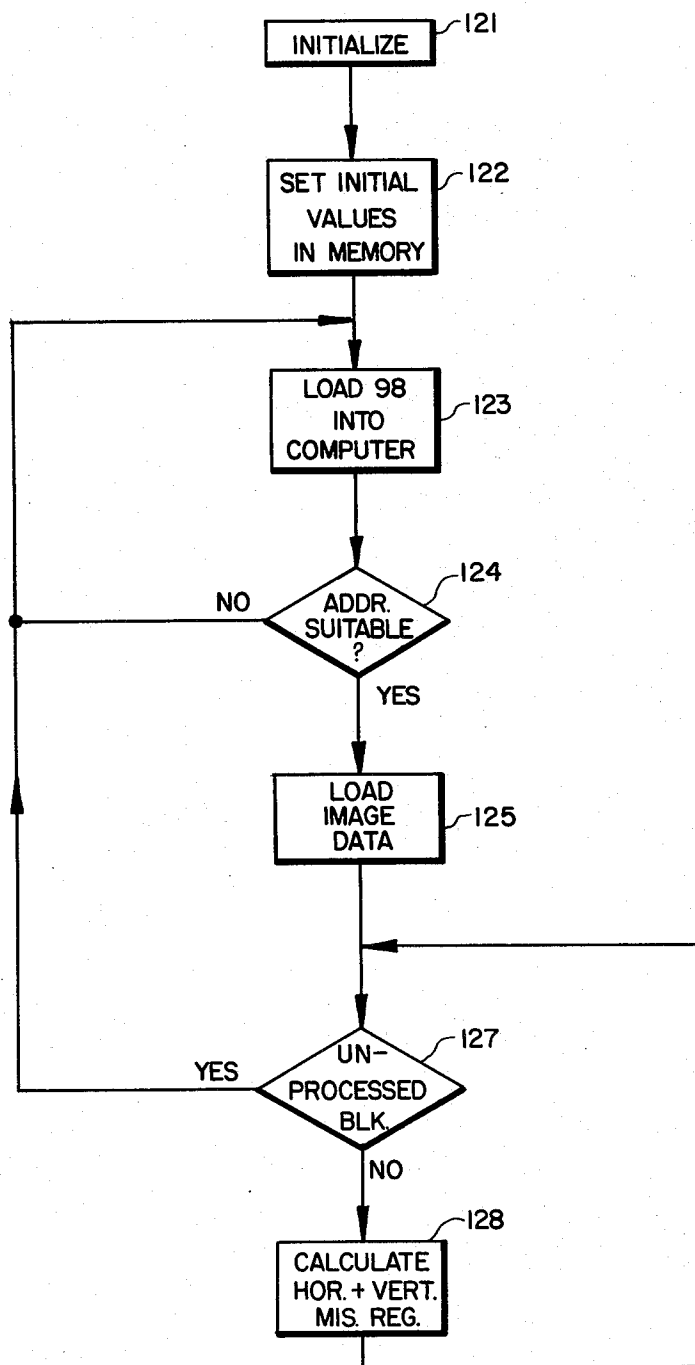 INITIALIZE
121
SET INITIAL
VALUES
IN MEMORY
122
LOAD 98
INTO
COMPUTER
123
ADDR.
SUITABLE
?
124
NO
YES
LOAD
IMAGE
DATA
125
UN-
PROCESSED
BLK.
127
YES
NO
CALCULATE
HOR. + VERT.
MIS. REG.
128